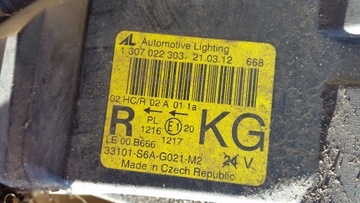 AL Automotive Lighting
1 307 022 303 21.03.12 668
02 HC/R 02 A 01 1a
R PL E1 20 KG
1216 1217
LE 00 B666
33101-S6A-G021-M2 24 V
Made in Czech Republic